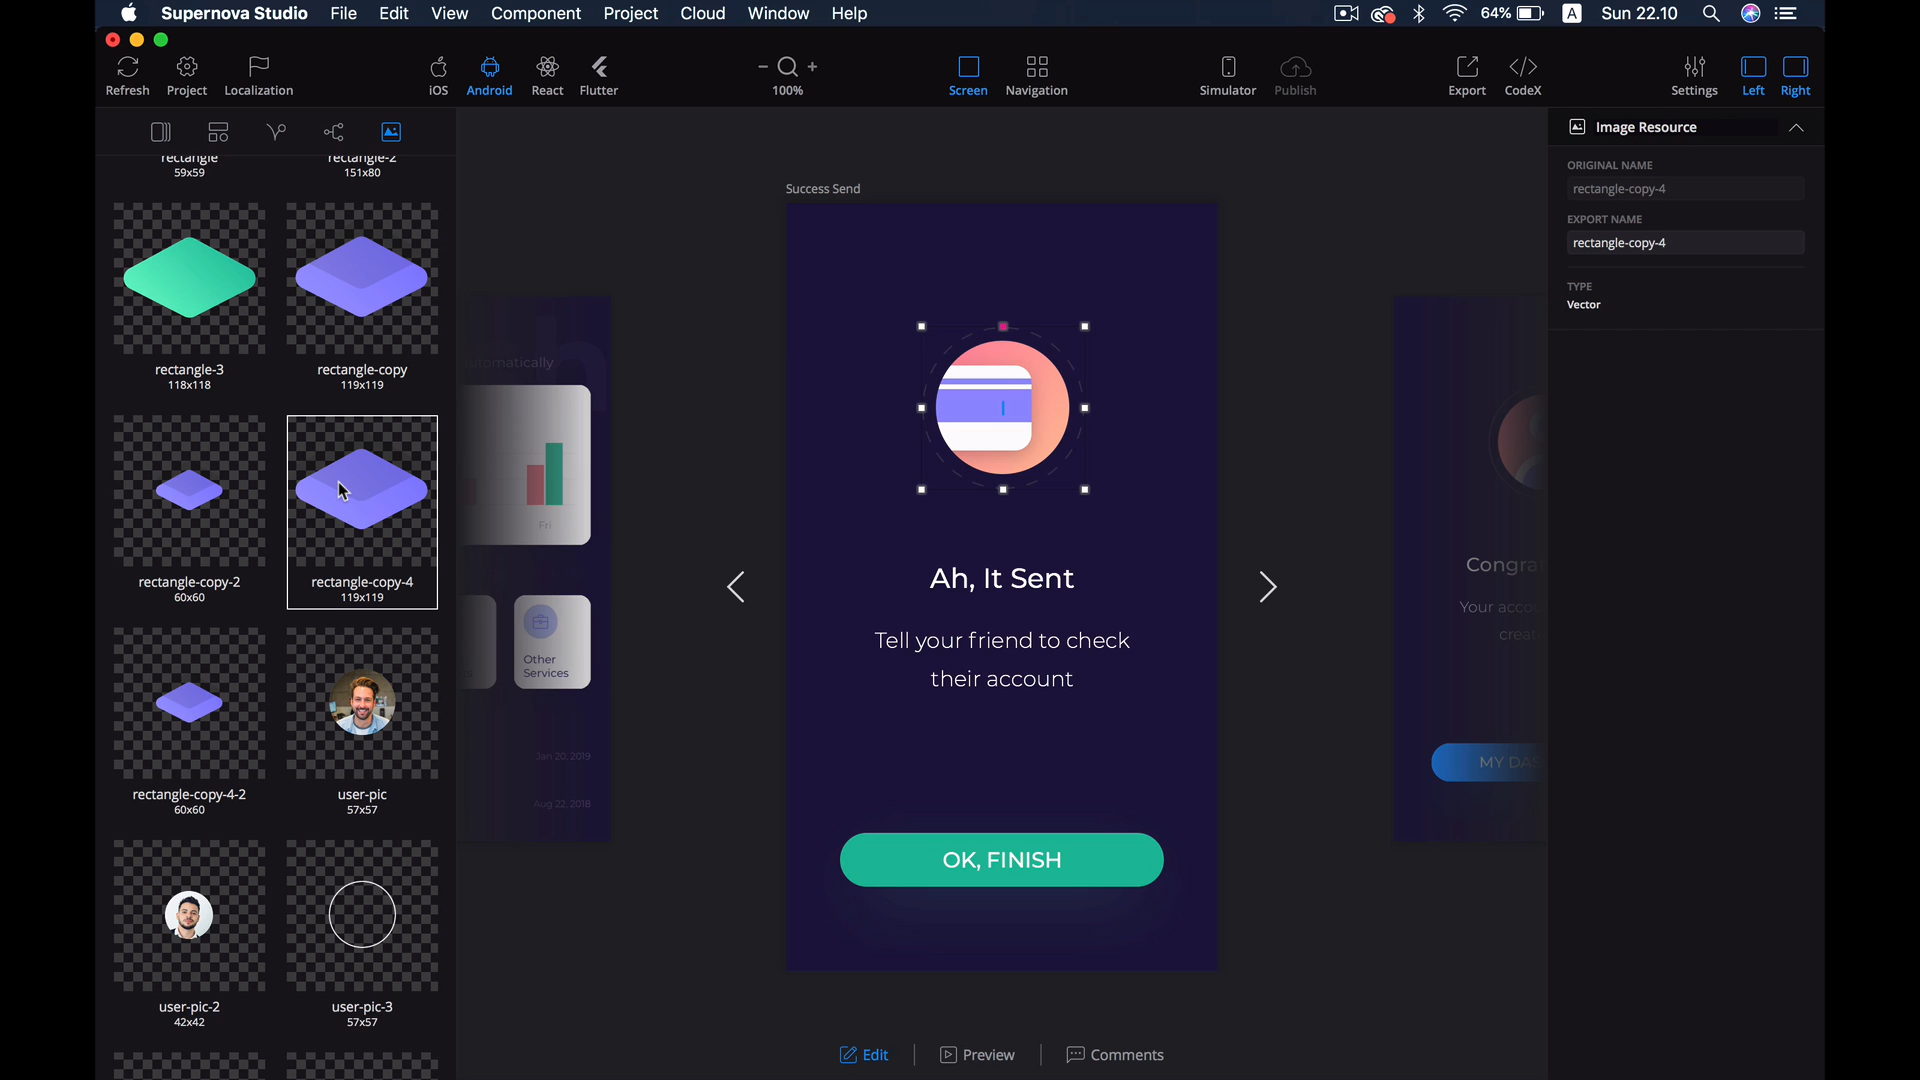 Supernova Studio File Edit View Component Project Cloud Window Help
64% A Sun 22.10
Refresh Project Localization iOS Android React Flutter 100% Screen Navigation Simulator Publish Export CodeX Settings Left Right
rectangle
59x59
rectangle-2
151x80
rectangle-3
118x118
rectangle-copy
119x119
rectangle-copy-2
60x60
rectangle-copy-4
119x119
rectangle-copy-4-2
60x60
user-pic
57x57
user-pic-2
42x42
user-pic-3
57x57
Success Send
Ah, It Sent
Tell your friend to check
their account
OK, FINISH
Fri
Other
Services
Jan 20, 2019
Aug 22, 2018
Edit Preview Comments
Image Resource
ORIGINAL NAME
rectangle-copy-4
EXPORT NAME
rectangle-copy-4
TYPE
Vector